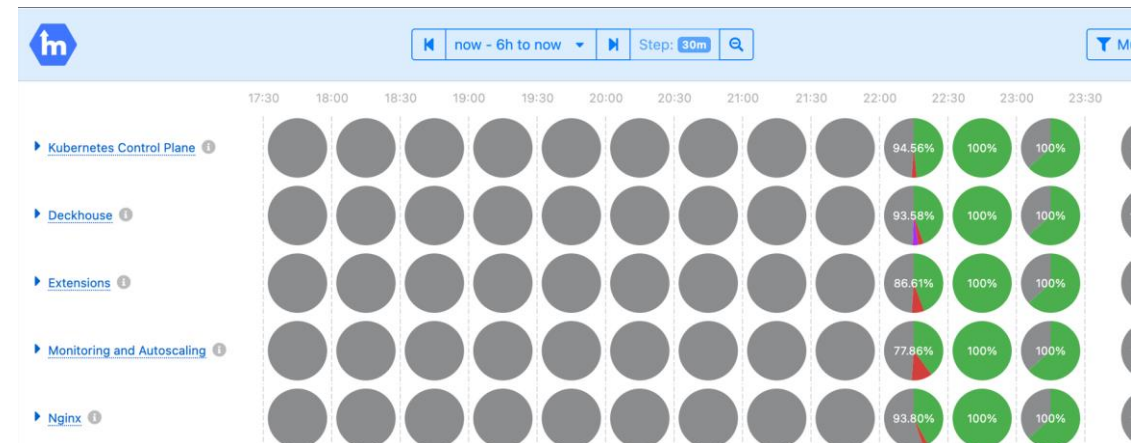 m
now - 6h to now Step: 30m
17:30 18:00 18:30 19:00 19:30 20:00 20:30 21:00 21:30 22:00 22:30 23:00 23:30
Kubernetes Control Plane 94.56% 100% 100%
Deckhouse 93.58% 100% 100%
Extensions 86.61% 100% 100%
Monitoring and Autoscaling 77.86% 100% 100%
Nginx 93.80% 100% 100%